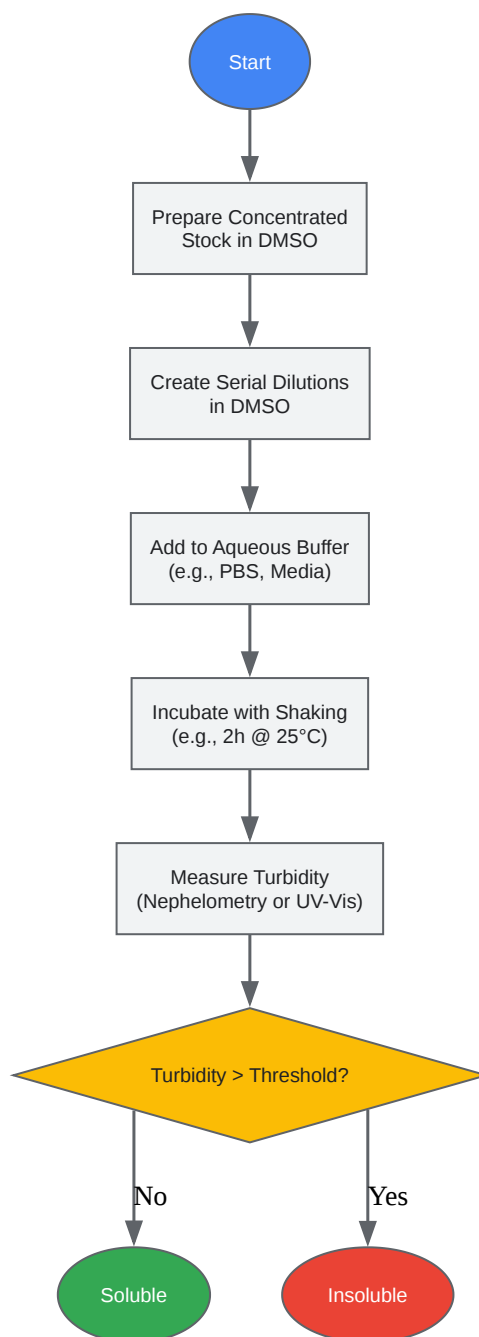 Start
Prepare Concentrated
Stock in DMSO
Create Serial Dilutions
in DMSO
Add to Aqueous Buffer
(e.g., PBS, Media)
Incubate with Shaking
(e.g., 2h @ 25°C)
Measure Turbidity
(Nephelometry or UV-Vis)
Turbidity > Threshold?
No
Yes
Soluble
Insoluble